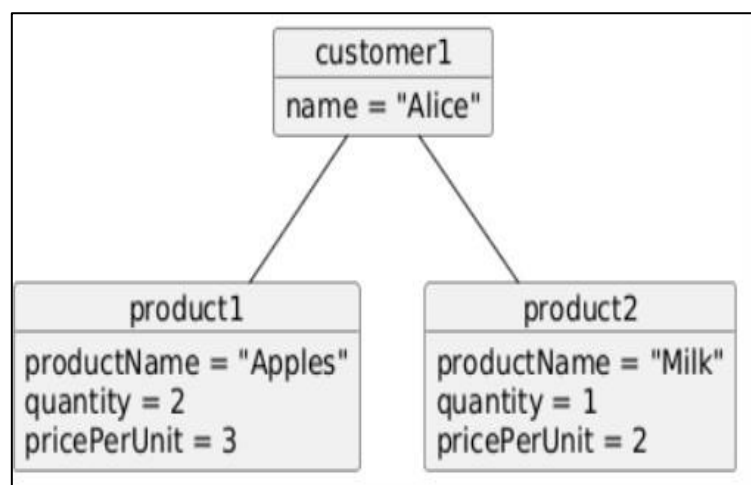 customer1
name = "Alice"
product1
productName = "Apples"
quantity = 2
pricePerUnit = 3
product2
productName = "Milk"
quantity = 1
pricePerUnit = 2